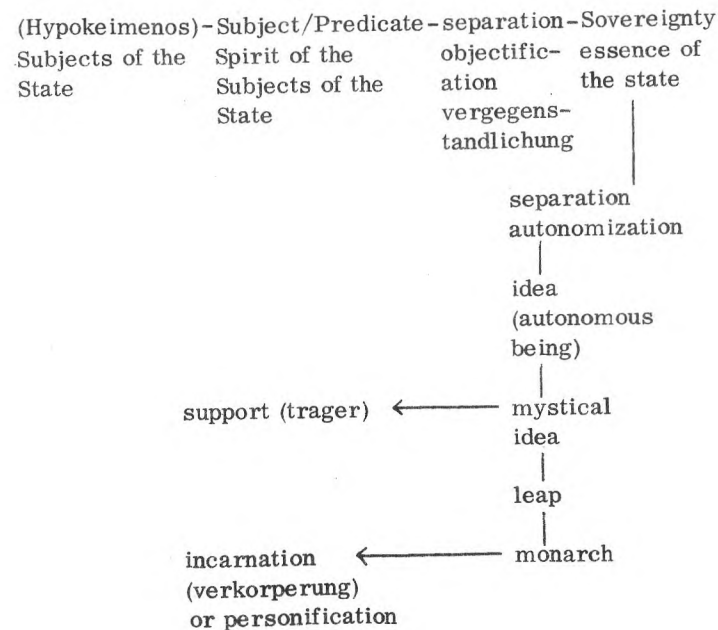 (Hypokeimenos)-Subject/Predicate-separation-Sovereignty
Subjects of the Spirit of the objectific- essence of
State Subjects of the ation the state
State vergegens-
tandlichung
separation
autonomization
idea
(autonomous
being)
support (trager) mystical
idea
leap
incarnation monarch
(verkorperung)
or personification